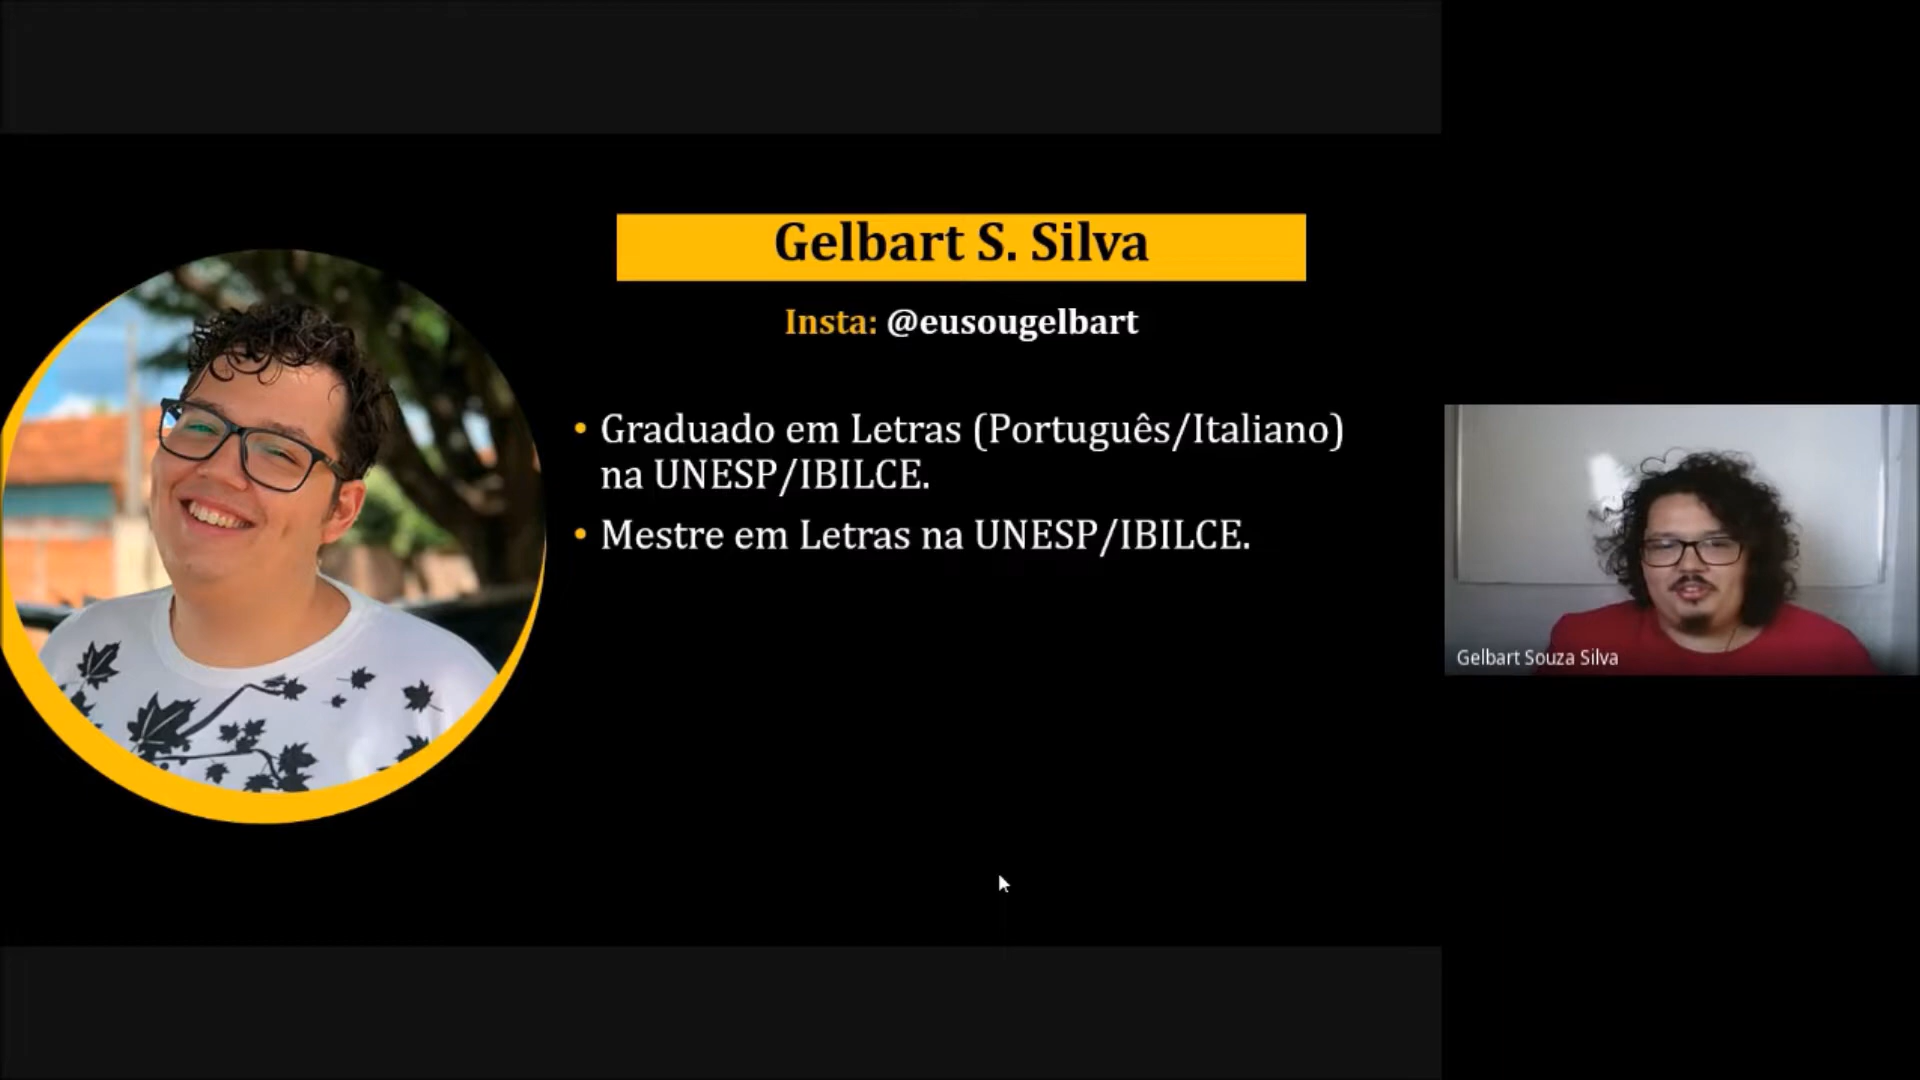 Gelbart S. Silva
Insta: @eusougelbart
• Graduado em Letras (Português/Italiano)
na UNESP/IBILCE.
• Mestre em Letras na UNESP/IBILCE.
Gelbart Souza Silva